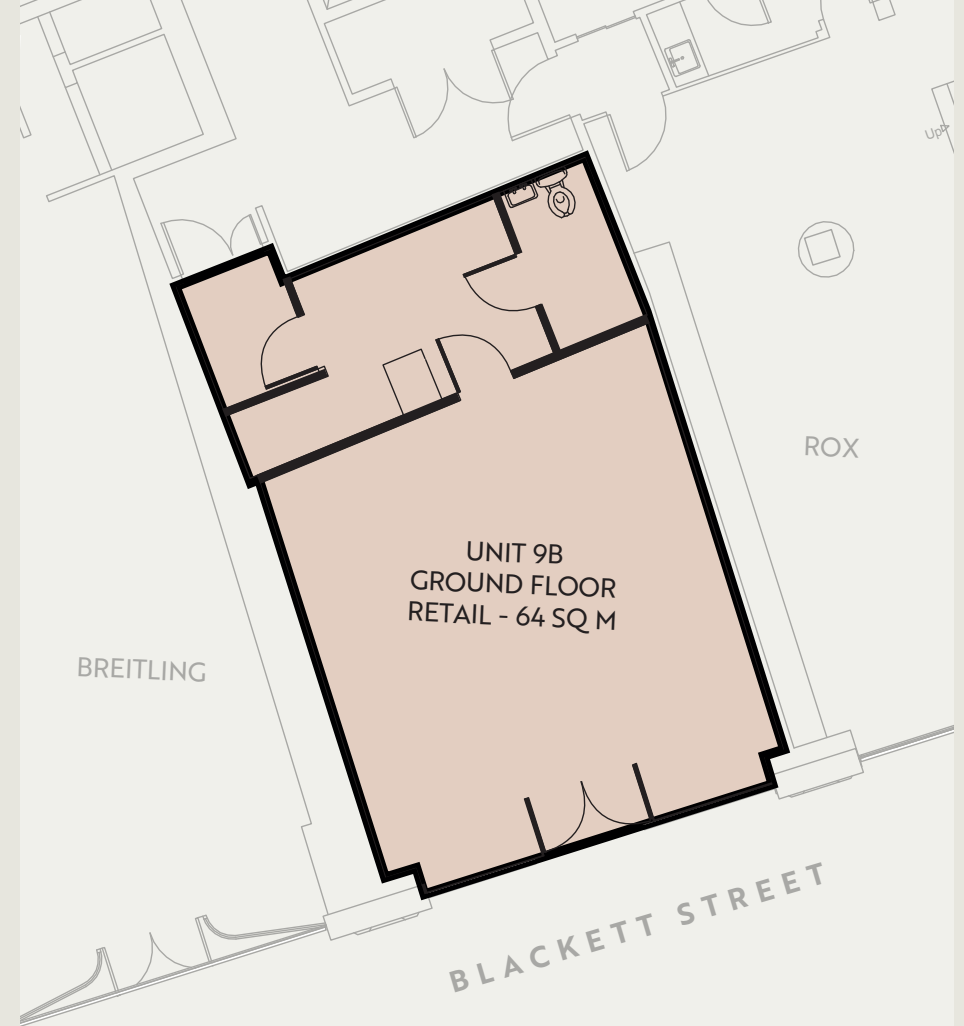 Up
ROX
UNIT 9B
GROUND FLOOR
RETAIL - 64 SQ M
BREITLING
BLACKETT STREET